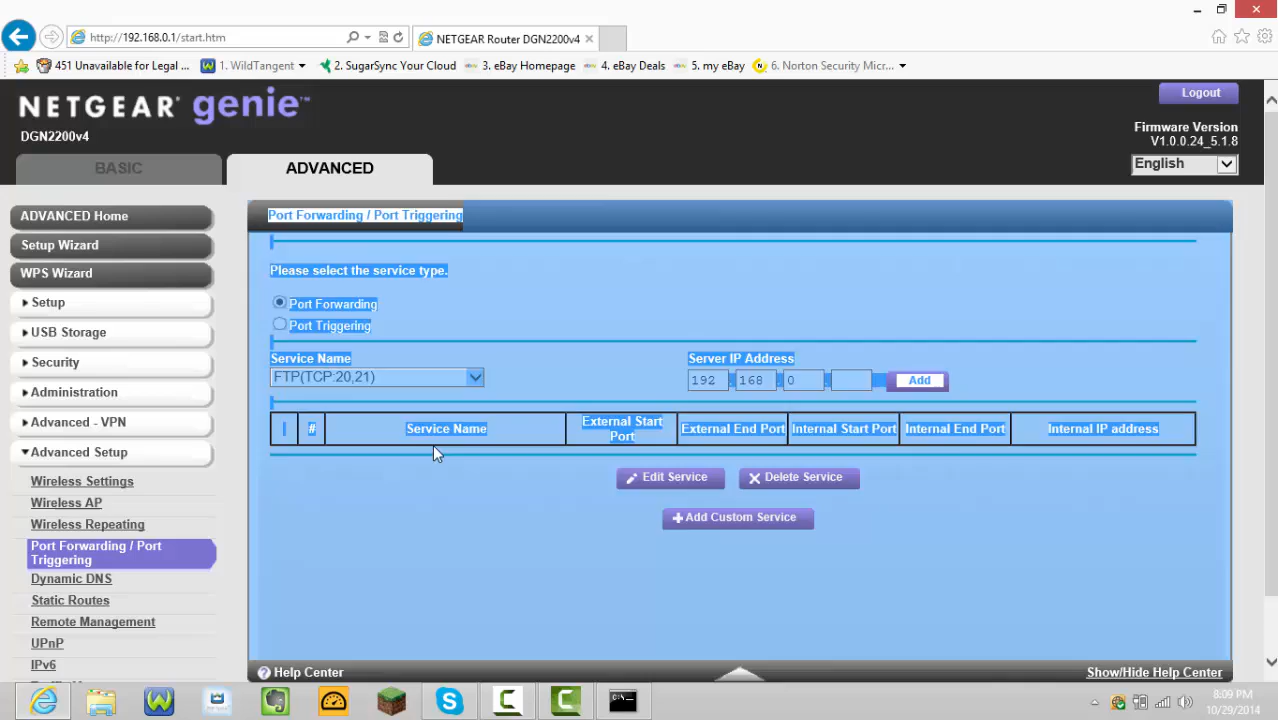 http://192.168.0.1/start.htm
NETGEAR Router DGN2200v4
451 Unavailable for Legal ...
1. WildTangent
2. SugarSync Your Cloud
3. eBay Homepage
4. eBay Deals
5. my eBay
6. Norton Security Micr...
NETGEAR® genie™
DGN2200v4
Logout
Firmware Version
V1.0.0.24_5.1.8
English
BASIC
ADVANCED
ADVANCED Home
Setup Wizard
WPS Wizard
Setup
USB Storage
Security
Administration
Advanced - VPN
Advanced Setup
Wireless Settings
Wireless AP
Wireless Repeating
Port Forwarding / Port
Triggering
Dynamic DNS
Static Routes
Remote Management
UPnP
IPv6
Port Forwarding / Port Triggering
Please select the service type.
Port Forwarding
Port Triggering
Service Name
FTP(TCP:20,21)
Server IP Address
192 . 168 . 0 .
Add
# Service Name External Start Port External End Port Internal Start Port Internal End Port Internal IP address
Edit Service
Delete Service
Add Custom Service
Help Center
Show/Hide Help Center
8:09 PM
10/29/2014